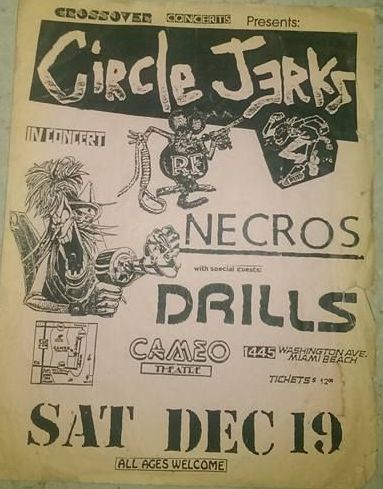 CROSSOVER CONCERTS Presents:
CIRCLE JERKS
IN CONCERT
RF
NECROS
with special guests:
DRILLS
CAMEO
THEATRE
1445 WASHINGTON AVE.
MIAMI BEACH
TICKETS $ 12.00
SAT DEC 19
ALL AGES WELCOME